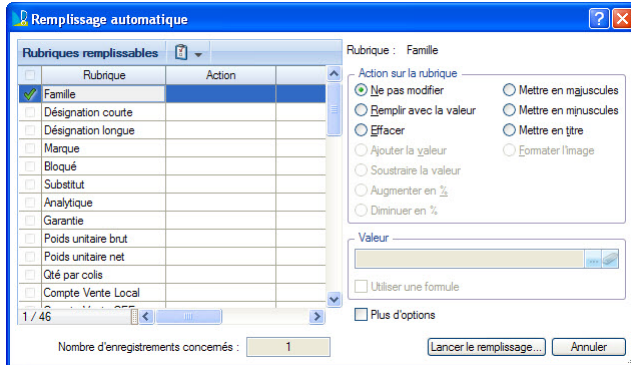 Remplissage automatique
Rubriques remplissables
Rubrique Action
Famille
Désignation courte
Désignation longue
Marque
Bloqué
Substitut
Analytique
Garantie
Poids unitaire brut
Poids unitaire net
Qté par colis
Compte Vente Local
1 / 46
Nombre d'enregistrements concernés : 1
Rubrique : Famille
Action sur la rubrique
Ne pas modifier Mettre en majuscules
Remplir avec la valeur Mettre en minuscules
Effacer Mettre en titre
Ajouter la valeur Formater l'image
Soustraire la valeur
Augmenter en %
Diminuer en %
Valeur
...
Utiliser une formule
Plus d'options
Lancer le remplissage... Annuler